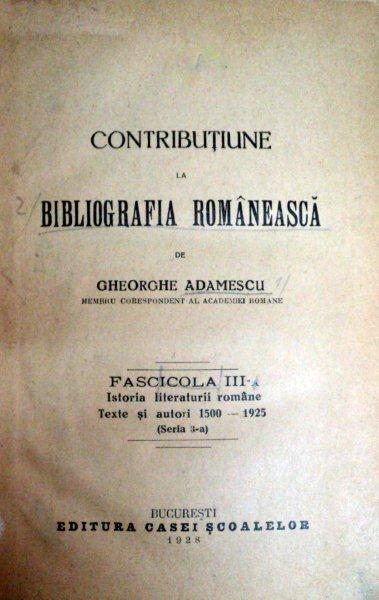 CONTRIBUȚIUNE
LA
BIBLIOGRAFIA ROMÂNEASCĂ
DE
GHEORGHE ADAMESCU
MEMBRU CORESPONDENT AL ACADEMIEI ROMANE
FASCICOLA III-A
Istoria literaturii române
Texte și autori 1500 — 1925
(Seria 3-a)
BUCUREȘTI
EDITURA CASEI ȘCOALELOR
1928